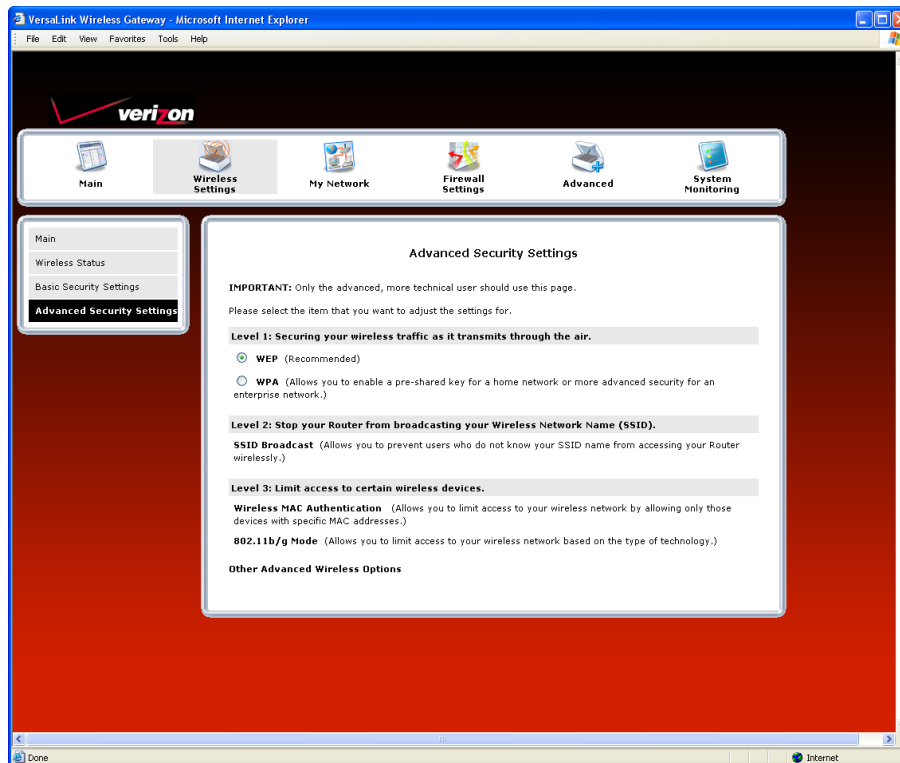 VersaLink Wireless Gateway - Microsoft Internet Explorer
File Edit View Favorites Tools Help
verizon
Main
Wireless Settings
My Network
Firewall Settings
Advanced
System Monitoring
Main
Wireless Status
Basic Security Settings
Advanced Security Settings
Advanced Security Settings
IMPORTANT: Only the advanced, more technical user should use this page.
Please select the item that you want to adjust the settings for.
Level 1: Securing your wireless traffic as it transmits through the air.
WEP (Recommended)
WPA (Allows you to enable a pre-shared key for a home network or more advanced security for an
enterprise network.)
Level 2: Stop your Router from broadcasting your Wireless Network Name (SSID).
SSID Broadcast (Allows you to prevent users who do not know your SSID name from accessing your Router
wirelessly.)
Level 3: Limit access to certain wireless devices.
Wireless MAC Authentication (Allows you to limit access to your wireless network by allowing only those
devices with specific MAC addresses.)
802.11b/g Mode (Allows you to limit access to your wireless network based on the type of technology.)
Other Advanced Wireless Options
Done
Internet